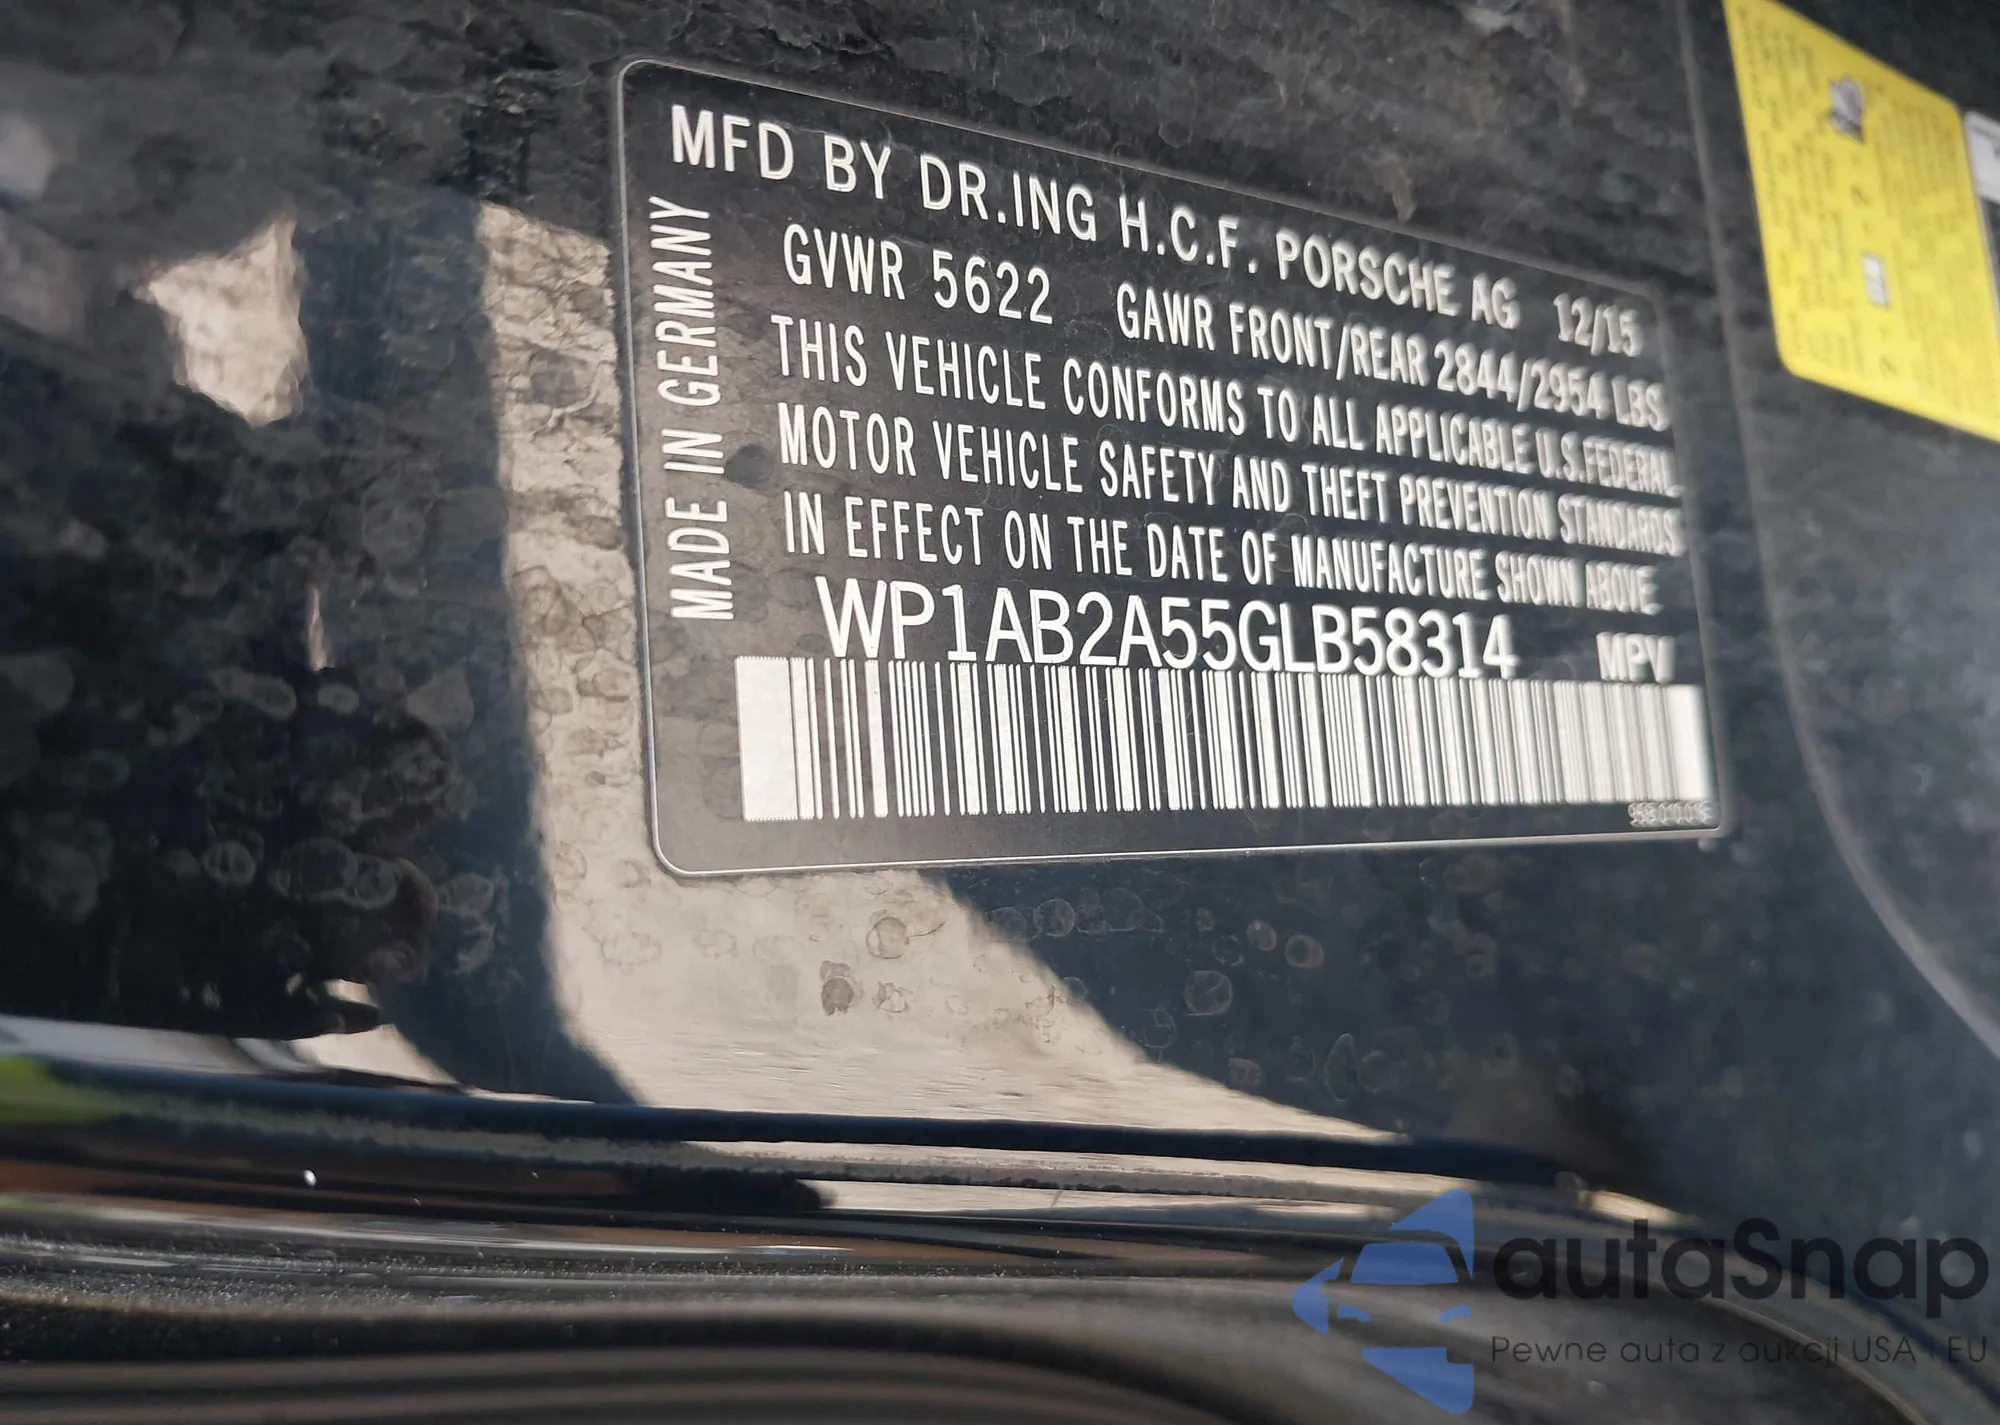 MFD BY DR.ING H.C.F. PORSCHE AG 12/15
GVWR 5622 GAWR FRONT/REAR 2844/2954 LBS
THIS VEHICLE CONFORMS TO ALL APPLICABLE U.S.FEDERAL
MOTOR VEHICLE SAFETY AND THEFT PREVENTION STANDARDS
IN EFFECT ON THE DATE OF MANUFACTURE SHOWN ABOVE
MADE IN GERMANY
WP1AB2A55GLB58314 MPV
autaSnap
Pewne auta z aukcji USA i EU